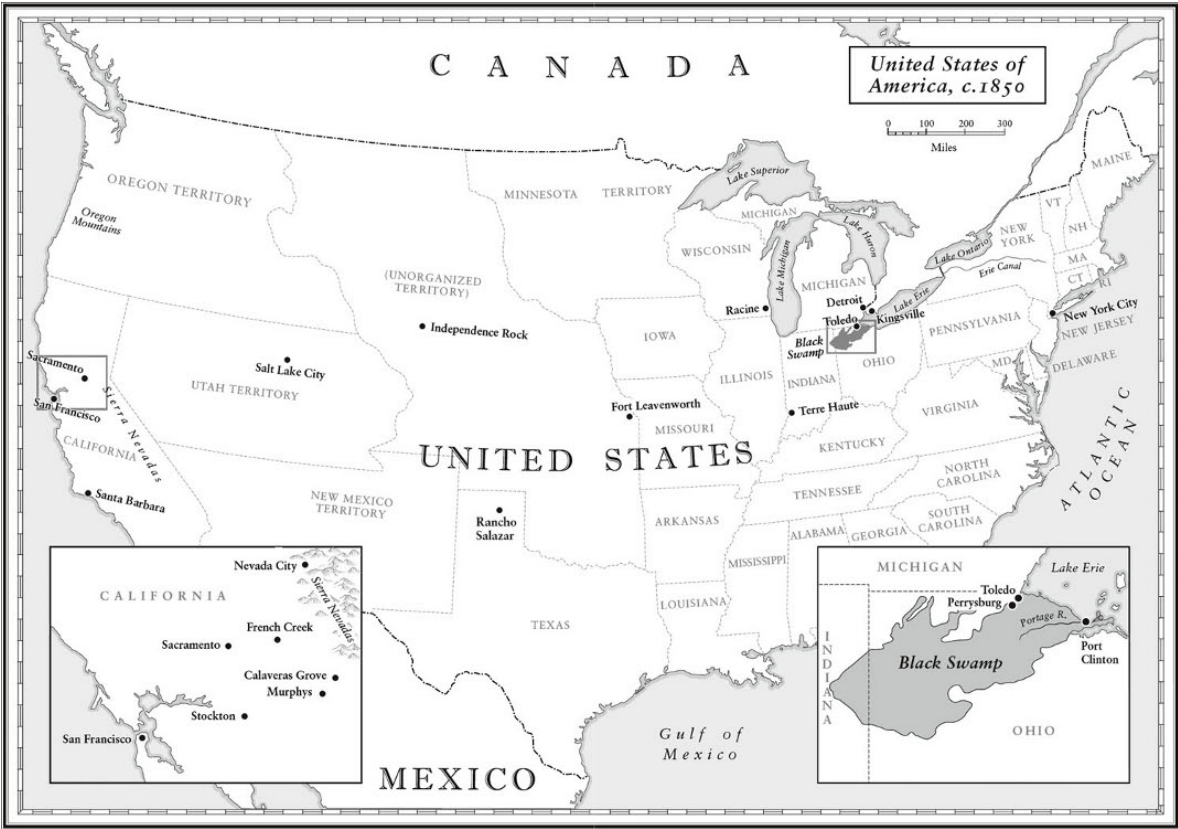 CANADA
United States of
America, c.1850
0 100 200 300
Miles
OREGON TERRITORY
Oregon
Mountains
MINNESOTA TERRITORY
Lake Superior
MICHIGAN
WISCONSIN
Lake Michigan
Lake Huron
MICHIGAN
Lake Ontario
Lake Erie
Erie Canal
NEW
YORK
VT
NH
MAINE
MA
CT
RI
(UNORGANIZED
TERRITORY)
Independence Rock
Racine
Detroit
Toledo
Kingsville
Black
Swamp
PENNSYLVANIA
New York City
NEW JERSEY
DELAWARE
MD
IOWA
ILLINOIS
INDIANA
OHIO
Sacramento
San Francisco
Sierra Nevadas
CALIFORNIA
Santa Barbara
Salt Lake City
UTAH TERRITORY
Fort Leavenworth
MISSOURI
Terre Haute
VIRGINIA
KENTUCKY
UNITED STATES
ATLANTIC
OCEAN
NEW MEXICO
TERRITORY
Rancho
Salazar
ARKANSAS
TENNESSEE
NORTH
CAROLINA
SOUTH
CAROLINA
MISSISSIPPI
ALABAMA
GEORGIA
LOUISIANA
TEXAS
Gulf of
Mexico
MEXICO
Nevada City
Sierra Nevadas
CALIFORNIA
French Creek
Sacramento
Calaveras Grove
Murphys
Stockton
San Francisco
MICHIGAN
Lake Erie
Toledo
Perrysburg
Portage R.
Port
Clinton
Black Swamp
INDIANA
OHIO